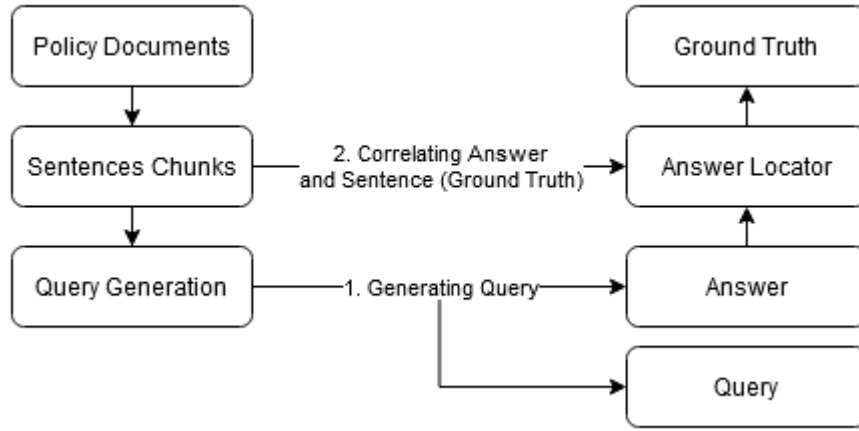 Policy Documents
Ground Truth
Sentences Chunks
2. Correlating Answer
and Sentence (Ground Truth)
Answer Locator
Query Generation
1. Generating Query
Answer
Query